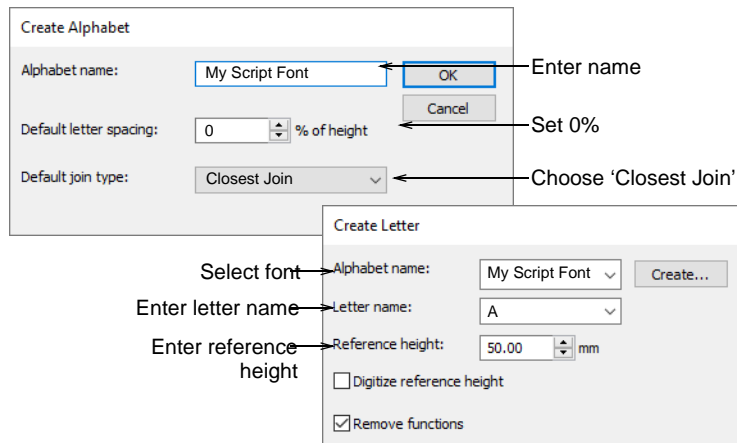 Create Alphabet
Alphabet name: My Script Font OK Enter name
Cancel
Default letter spacing: 0 % of height Set 0%
Default join type: Closest Join Choose ‘Closest Join’
Create Letter
Select font Alphabet name: My Script Font Create...
Enter letter name Letter name: A
Enter reference height Reference height: 50.00 mm
Digitize reference height
Remove functions